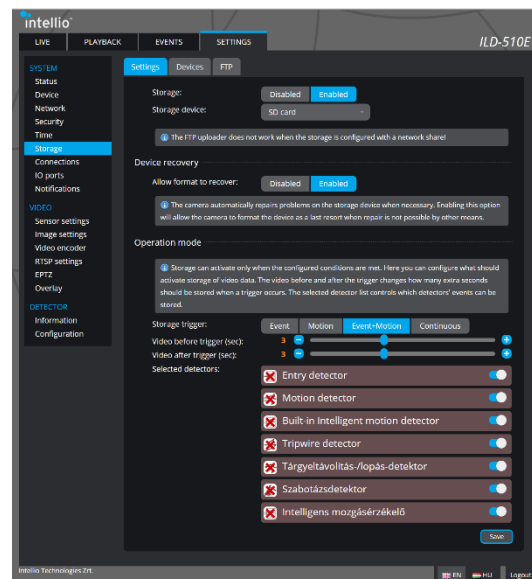 intellio™
LIVE PLAYBACK EVENTS SETTINGS ILD-510E
SYSTEM
Status
Device
Network
Security
Time
Storage
Connections
IO ports
Notifications
VIDEO
Sensor settings
Image settings
Video encoder
RTSP settings
EPTZ
Overlay
DETECTOR
Information
Configuration
Settings Devices FTP
Storage: Disabled Enabled
Storage device: SD card
The FTP uploader does not work when the storage is configured with a network share!
Device recovery
Allow format to recover: Disabled Enabled
The camera automatically repairs problems on the storage device when necessary. Enabling this option
will allow the camera to format the device as a last resort when repair is not possible by other means.
Operation mode
Storage can activate only when the configured conditions are met. Here you can configure what should
activate storage of video data. The video before and after the trigger changes how many extra seconds
should be stored when a trigger occurs. The selected detector list controls which detectors' events can be
stored.
Storage trigger: Event Motion Event+Motion Continuous
Video before trigger (sec): 3
Video after trigger (sec): 3
Selected detectors:
Entry detector
Motion detector
Built-in Intelligent motion detector
Tripwire detector
Tárgyeltávolítás-/lopás-detektor
Szabotázsdetektor
Intelligens mozgásérzékelő
Save
Intellio Technologies Zrt. EN HU Logout